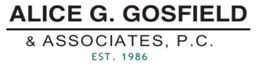 ALICE G. GOSFIELD
& ASSOCIATES, P.C.
EST. 1986